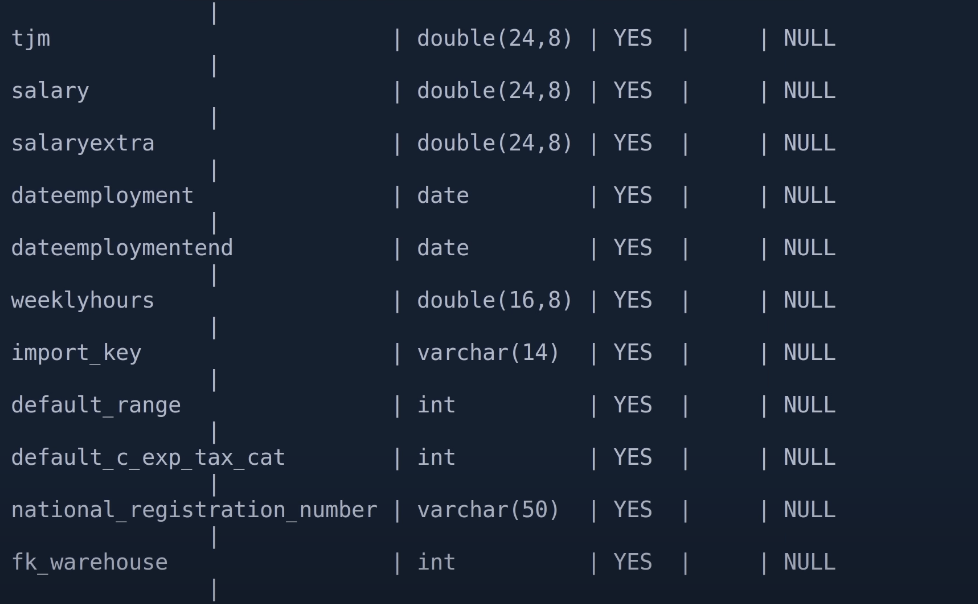 |
tjm | double(24,8) | YES | | NULL
|
salary | double(24,8) | YES | | NULL
|
salaryextra | double(24,8) | YES | | NULL
|
dateemployment | date | YES | | NULL
|
dateemploymentend | date | YES | | NULL
|
weeklyhours | double(16,8) | YES | | NULL
|
import_key | varchar(14) | YES | | NULL
|
default_range | int | YES | | NULL
|
default_c_exp_tax_cat | int | YES | | NULL
|
national_registration_number | varchar(50) | YES | | NULL
|
fk_warehouse | int | YES | | NULL
|